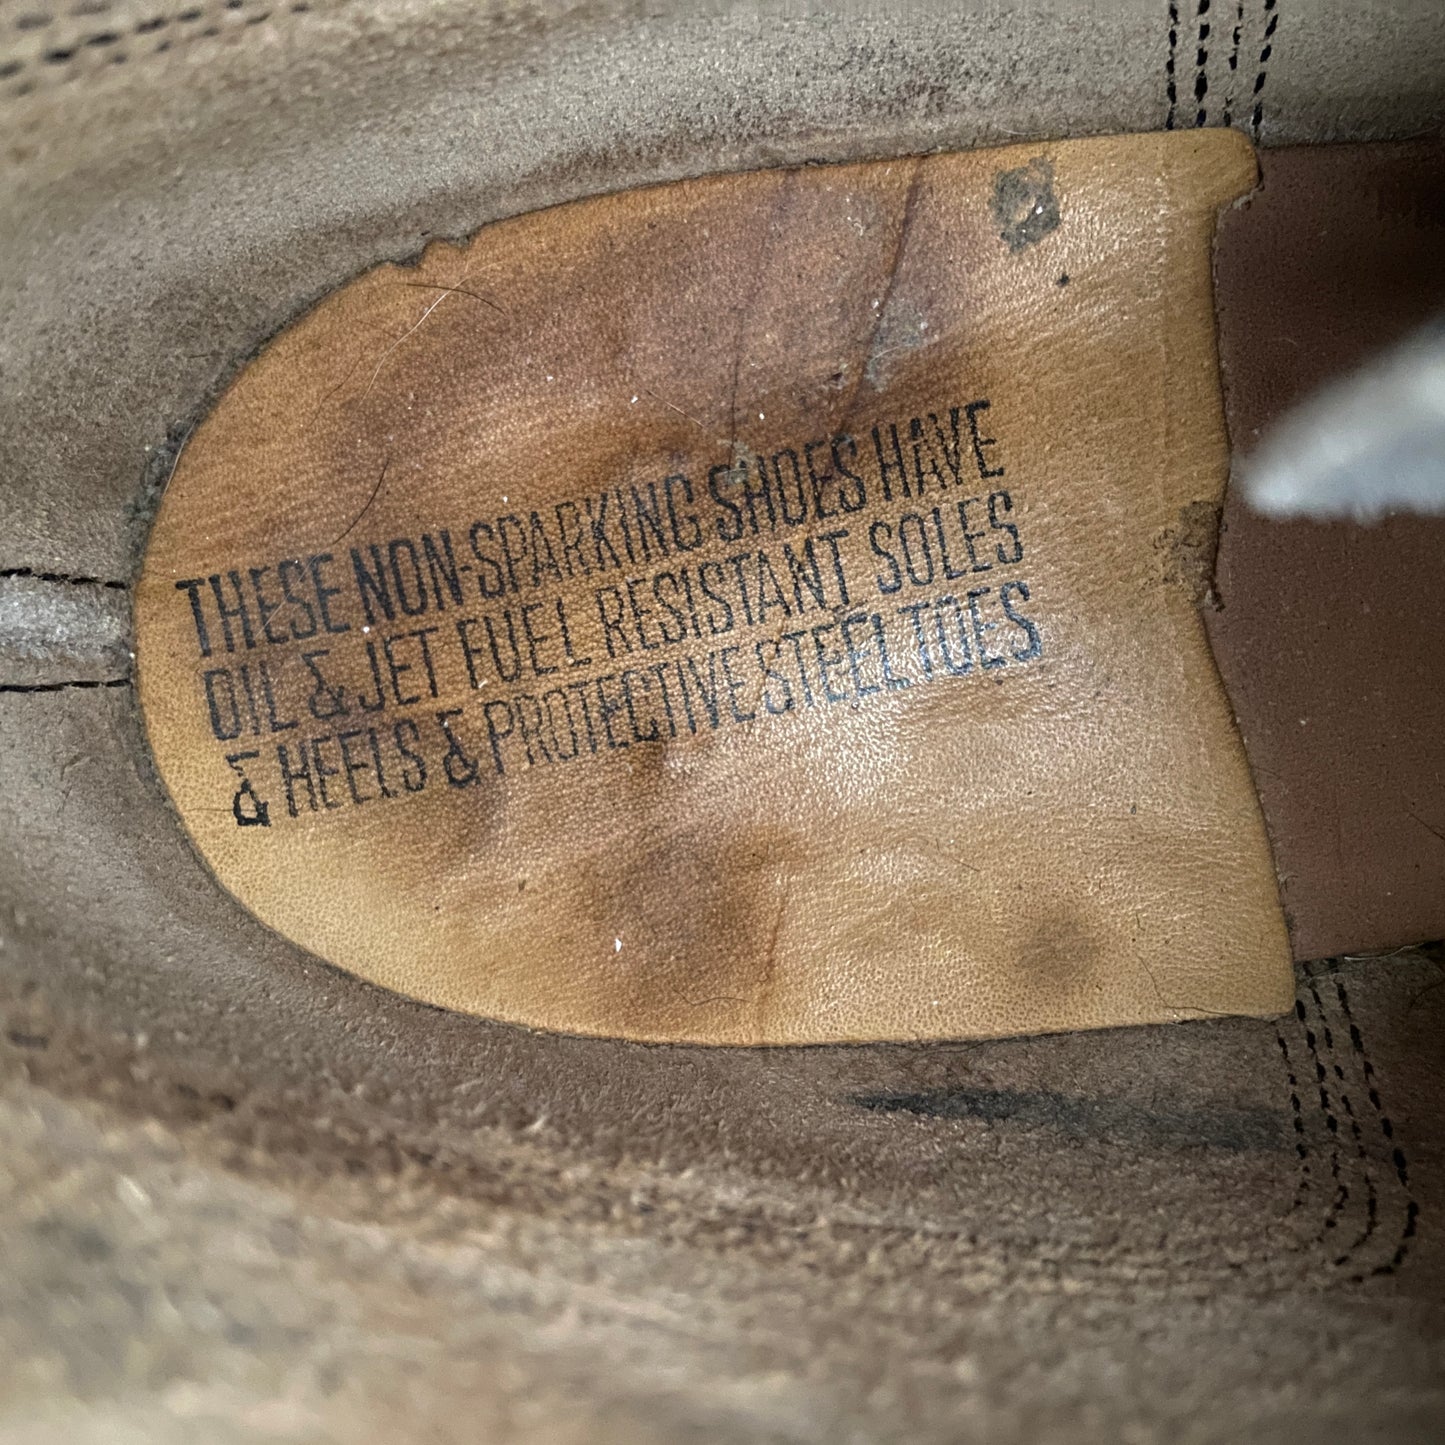 THESE NON-SPARKING SHOES HAVE
OIL & JET FUEL RESISTANT SOLES
& HEELS & PROTECTIVE STEEL TOES